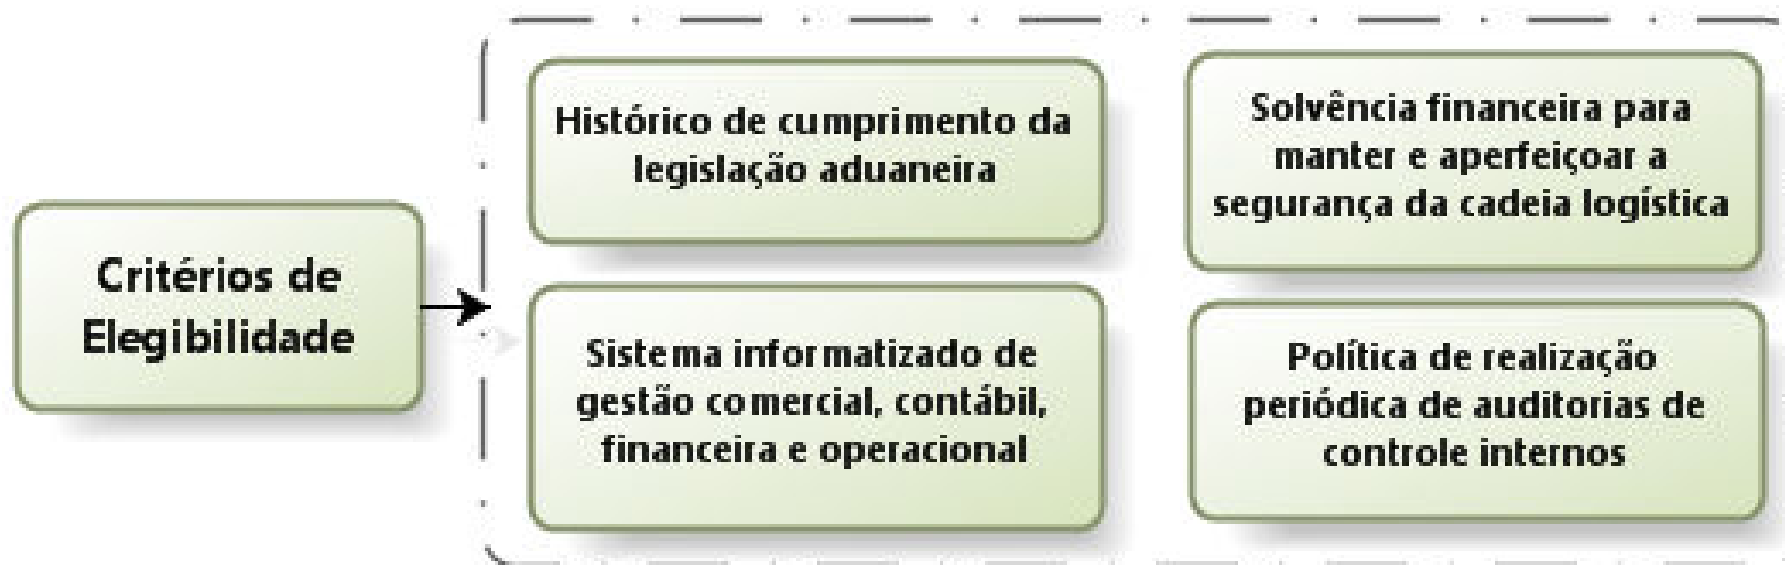 Critérios de
Elegibilidade
Histórico de cumprimento da
legislação aduaneira
Solvência financeira para
manter e aperfeiçoar a
segurança da cadeia logística
Sistema informatizado de
gestão comercial, contábil,
financeira e operacional
Política de realização
periódica de auditorias de
controle internos